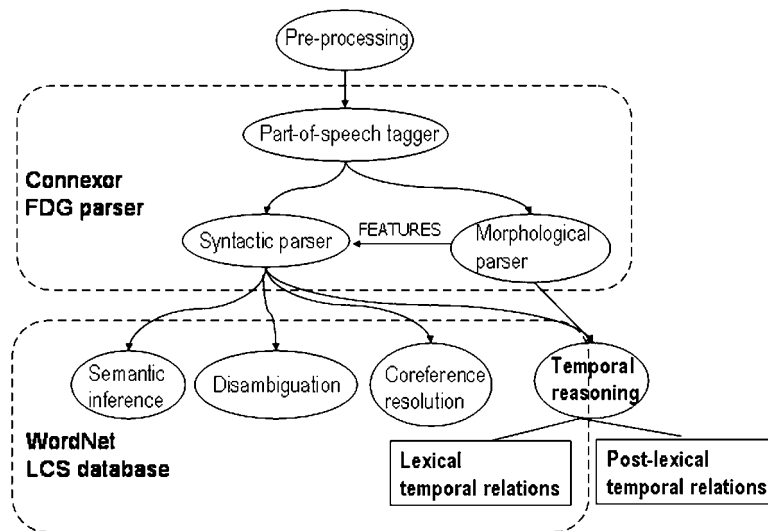 Pre-processing
Part-of-speech tagger
Connexor
FDG parser
Syntactic parser
FEATURES
Morphological
parser
Semantic
inference
Disambiguation
Coreference
resolution
Temporal
reasoning
WordNet
LCS database
Lexical
temporal relations
Post-lexical
temporal relations